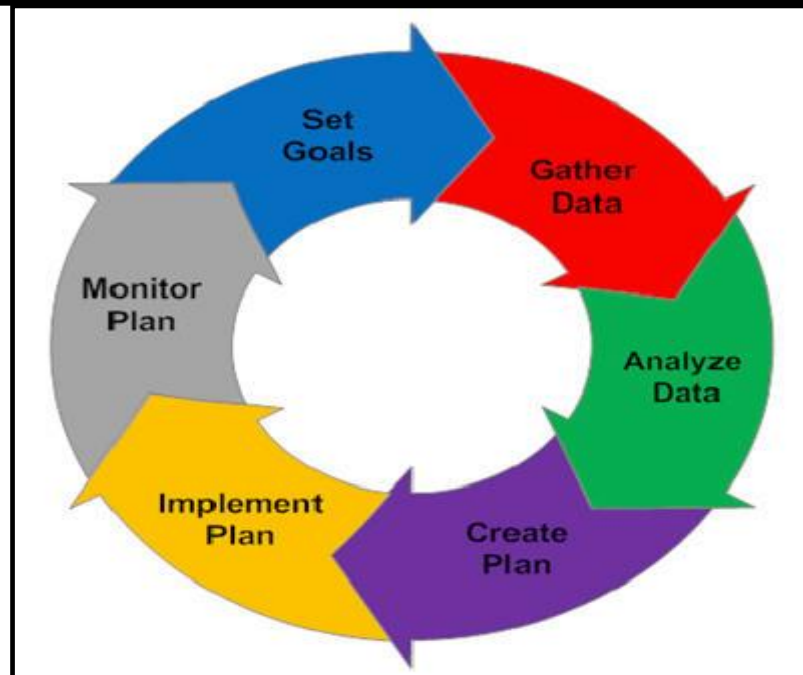 Set
Goals
Gather
Data
Analyze
Data
Create
Plan
Implement
Plan
Monitor
Plan